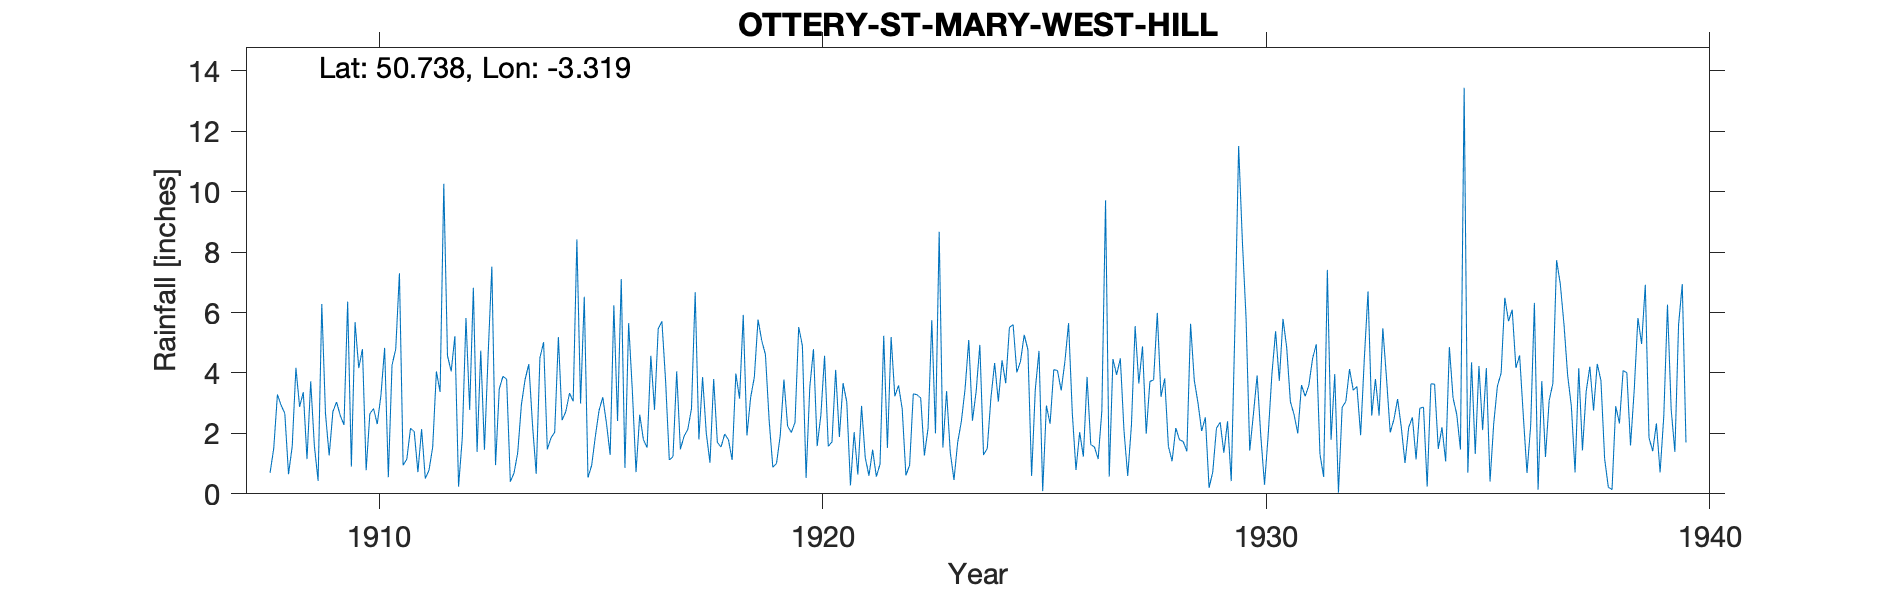 OTTERY-ST-MARY-WEST-HILL
Lat: 50.738, Lon: -3.319
Rainfall [inches]
14
12
10
8
6
4
2
0
1910 1920 1930 1940
Year